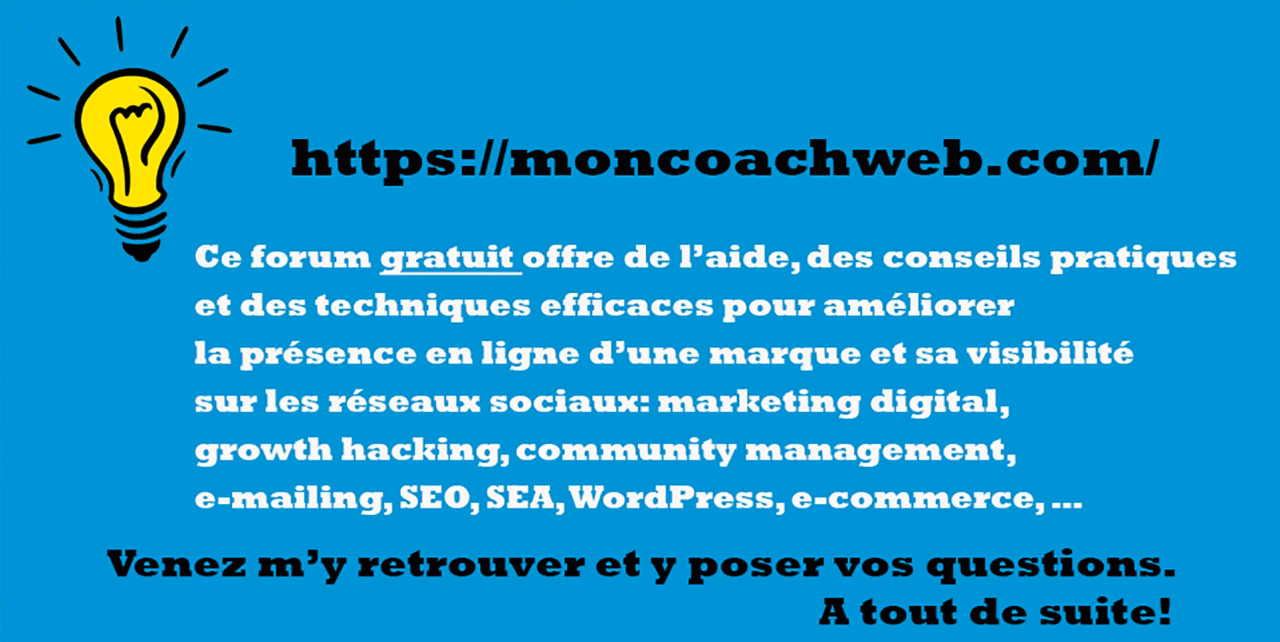 https://moncoachweb.com/
Ce forum gratuit offre de l’aide, des conseils pratiques
et des techniques efficaces pour améliorer
la présence en ligne d’une marque et sa visibilité
sur les réseaux sociaux: marketing digital,
growth hacking, community management,
e-mailing, SEO, SEA, WordPress, e-commerce, ...
Venez m’y retrouver et y poser vos questions.
A tout de suite!